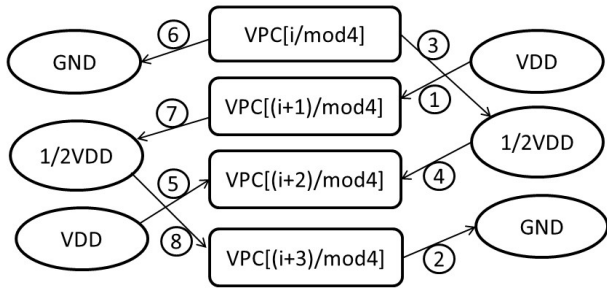 6 VPC[i/mod4] 3
GND VDD
7 VPC[(i+1)/mod4] 1
1/2VDD 1/2VDD
5 VPC[(i+2)/mod4] 4
VDD GND
8 VPC[(i+3)/mod4] 2